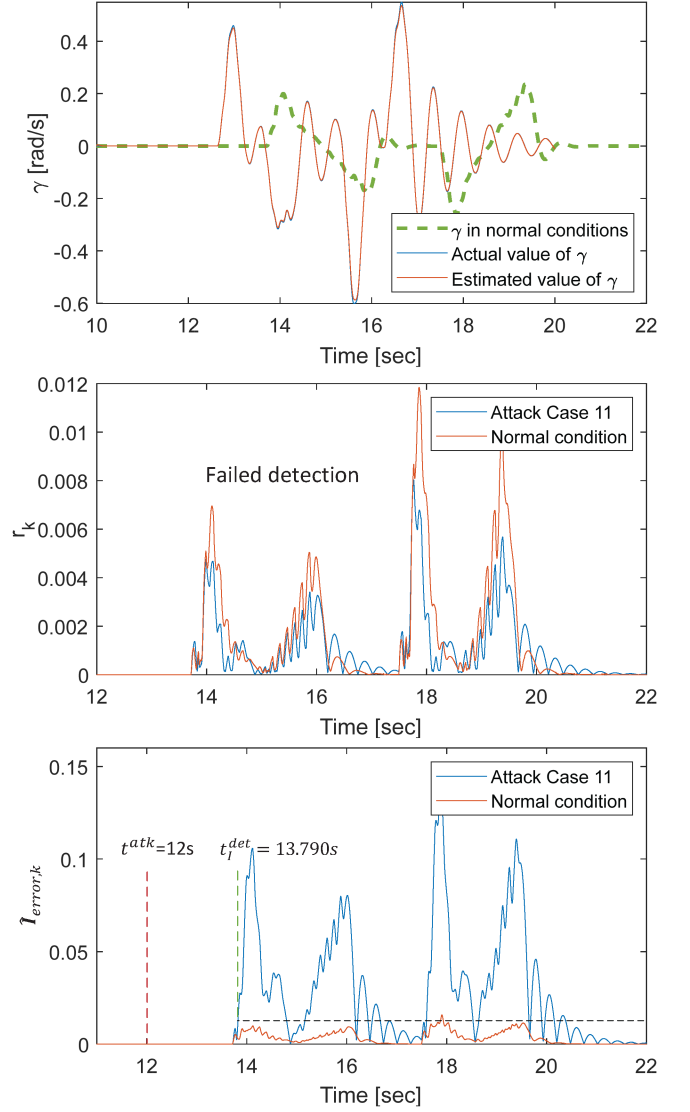 0.4
0.2
0
-0.2
-0.4
-0.6
γ [rad/s]
γ in normal conditions
Actual value of γ
Estimated value of γ
10 12 14 16 18 20 22
Time [sec]
0.012
0.01
0.008
0.006
0.004
0.002
0
r_k
Attack Case 11
Normal condition
Failed detection
12 14 16 18 20 22
Time [sec]
0.15
0.1
0.05
0
Î_{error,k}
Attack Case 11
Normal condition
t^{atk}=12s t_I^{det} = 13.790s
12 14 16 18 20 22
Time [sec]